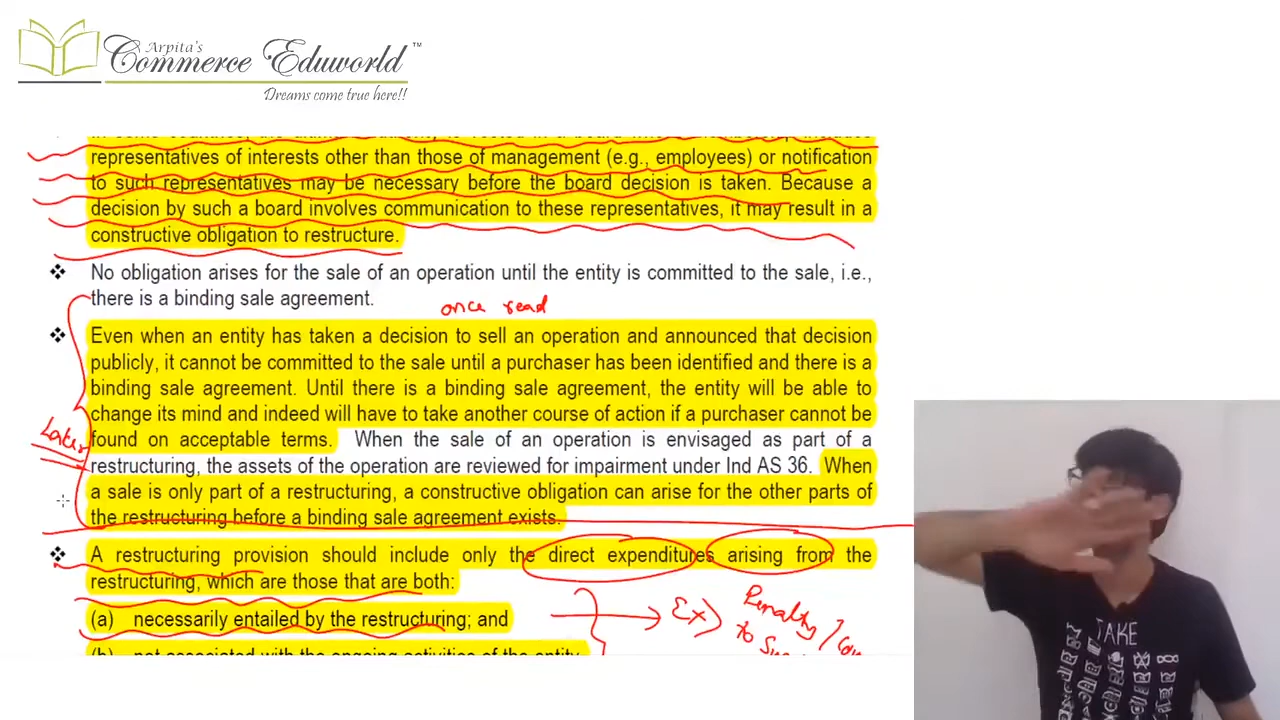 Arpita's
Commerce Eduworld™
Dreams come true here!!
representatives of interests other than those of management (e.g., employees) or notification
to such representatives may be necessary before the board decision is taken. Because a
decision by such a board involves communication to these representatives, it may result in a
constructive obligation to restructure.
❖ No obligation arises for the sale of an operation until the entity is committed to the sale, i.e.,
there is a binding sale agreement.
once read
❖ Even when an entity has taken a decision to sell an operation and announced that decision
publicly, it cannot be committed to the sale until a purchaser has been identified and there is a
binding sale agreement. Until there is a binding sale agreement, the entity will be able to
change its mind and indeed will have to take another course of action if a purchaser cannot be
Later
found on acceptable terms. When the sale of an operation is envisaged as part of a
restructuring, the assets of the operation are reviewed for impairment under Ind AS 36. When
a sale is only part of a restructuring, a constructive obligation can arise for the other parts of
the restructuring before a binding sale agreement exists.
❖ A restructuring provision should include only the direct expenditures arising from the
restructuring, which are those that are both:
(a) necessarily entailed by the restructuring; and
Ex) Penalty /
to
(b) not associated with the ongoing activities of the entity
TAKE